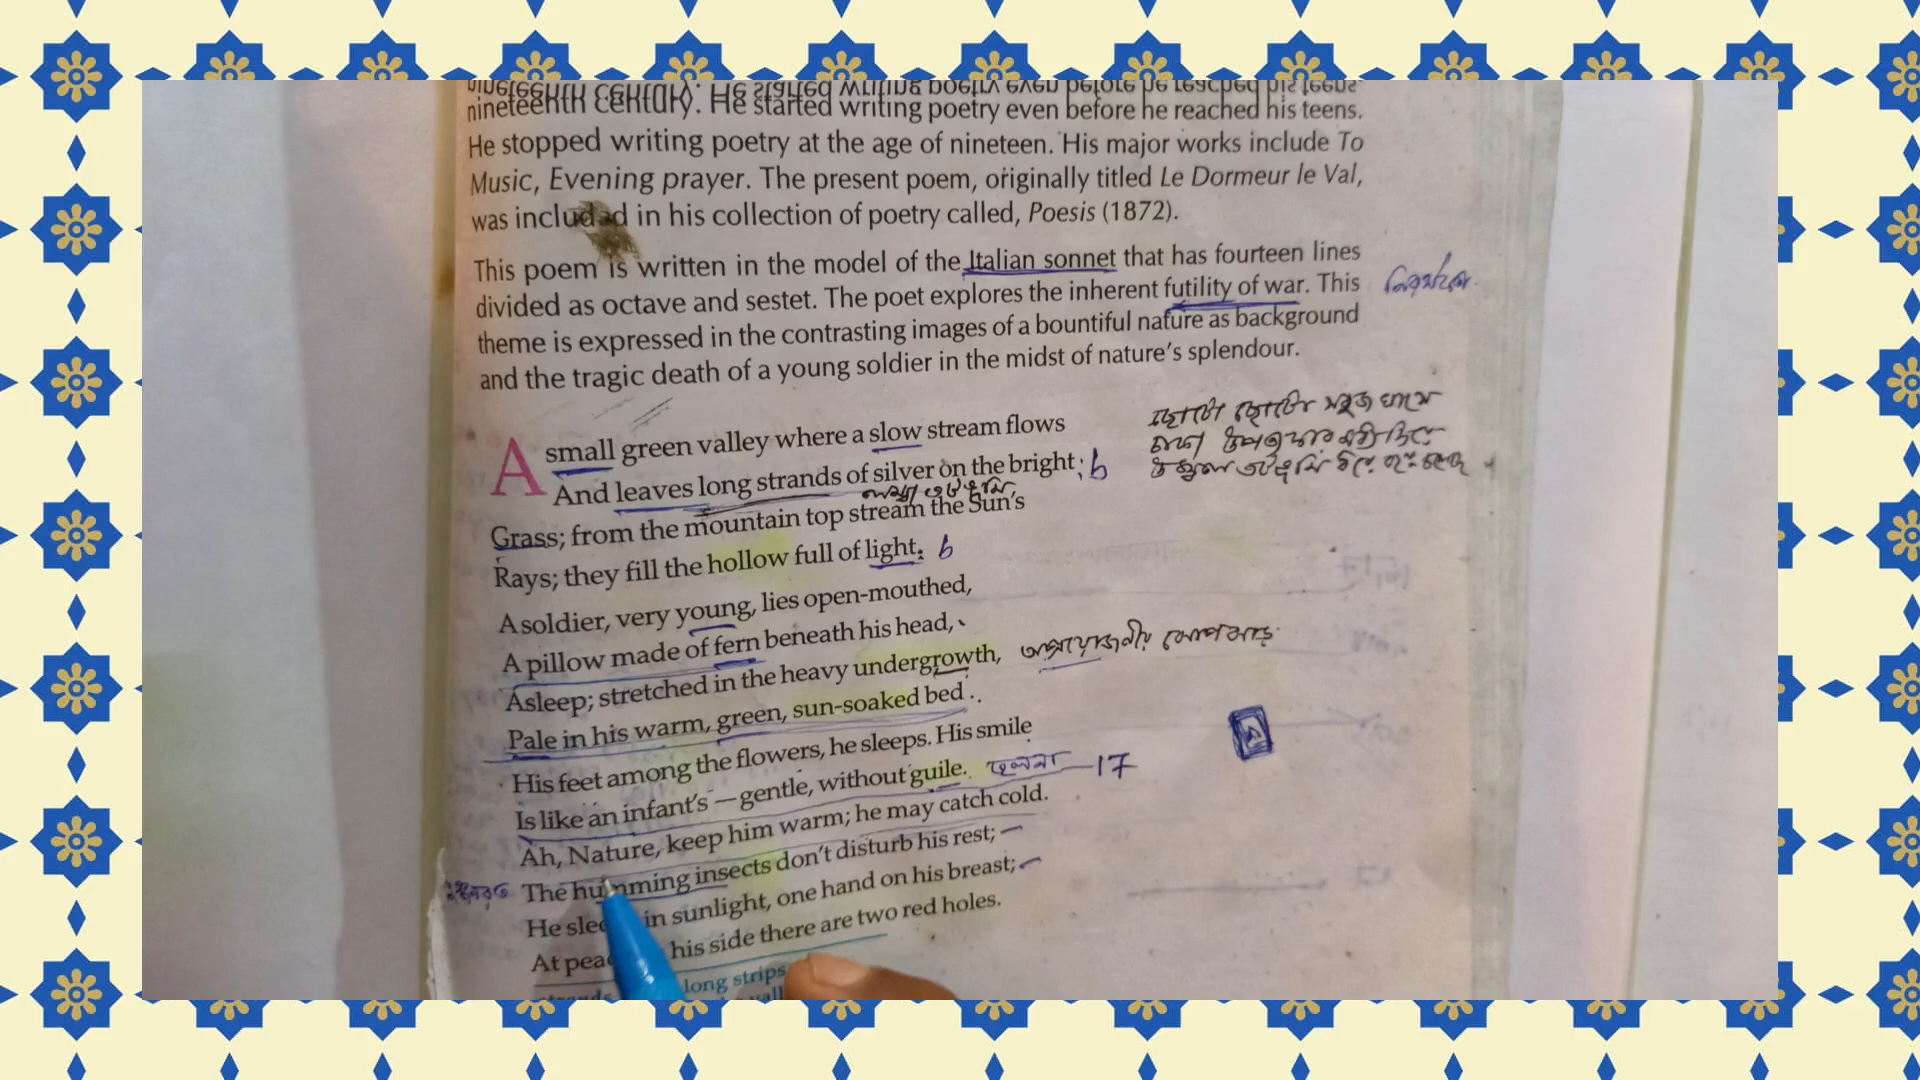 nineteenth century. He started writing poetry even before he reached his teens.
He stopped writing poetry at the age of nineteen. His major works include To
Music, Evening prayer. The present poem, originally titled Le Dormeur le Val,
was included in his collection of poetry called, Poesis (1872).
This poem is written in the model of the Italian sonnet that has fourteen lines
divided as octave and sestet. The poet explores the inherent futility of war. This
theme is expressed in the contrasting images of a bountiful nature as background
and the tragic death of a young soldier in the midst of nature's splendour.
A small green valley where a slow stream flows
And leaves long strands of silver on the bright; b
Grass; from the mountain top stream the Sun's
Rays; they fill the hollow full of light. b
A soldier, very young, lies open-mouthed,
A pillow made of fern beneath his head,
Asleep; stretched in the heavy undergrowth, অপ্রয়োজনীয় ঝোপঝাড়
Pale in his warm, green, sun-soaked bed.
His feet among the flowers, he sleeps. His smile
Is like an infant's — gentle, without guile. ছলনা 17
Ah, Nature, keep him warm; he may catch cold.
The humming insects don't disturb his rest;
He in sunlight, one hand on his breast;
At his side there are two red holes.
long strips